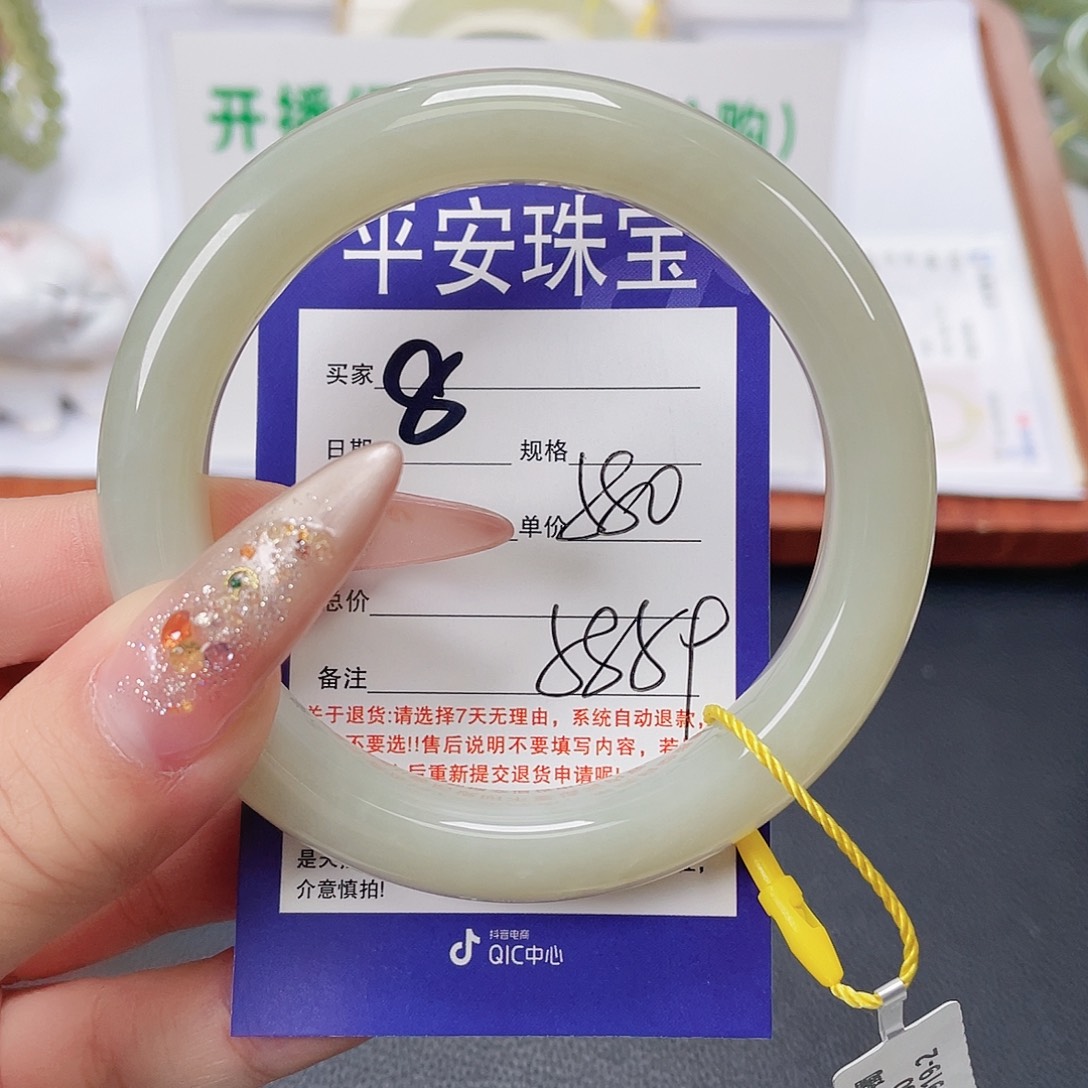 开播
购)
平安珠宝
买家 8
日期 规格
单价 180
总价
8889
备注
关于退货:请选择7天无理由，系统自动退款，
不要选!!售后说明不要填写内容，若
后重新提交退货申请呢!
介意慎拍!
抖音电商
QIC中心